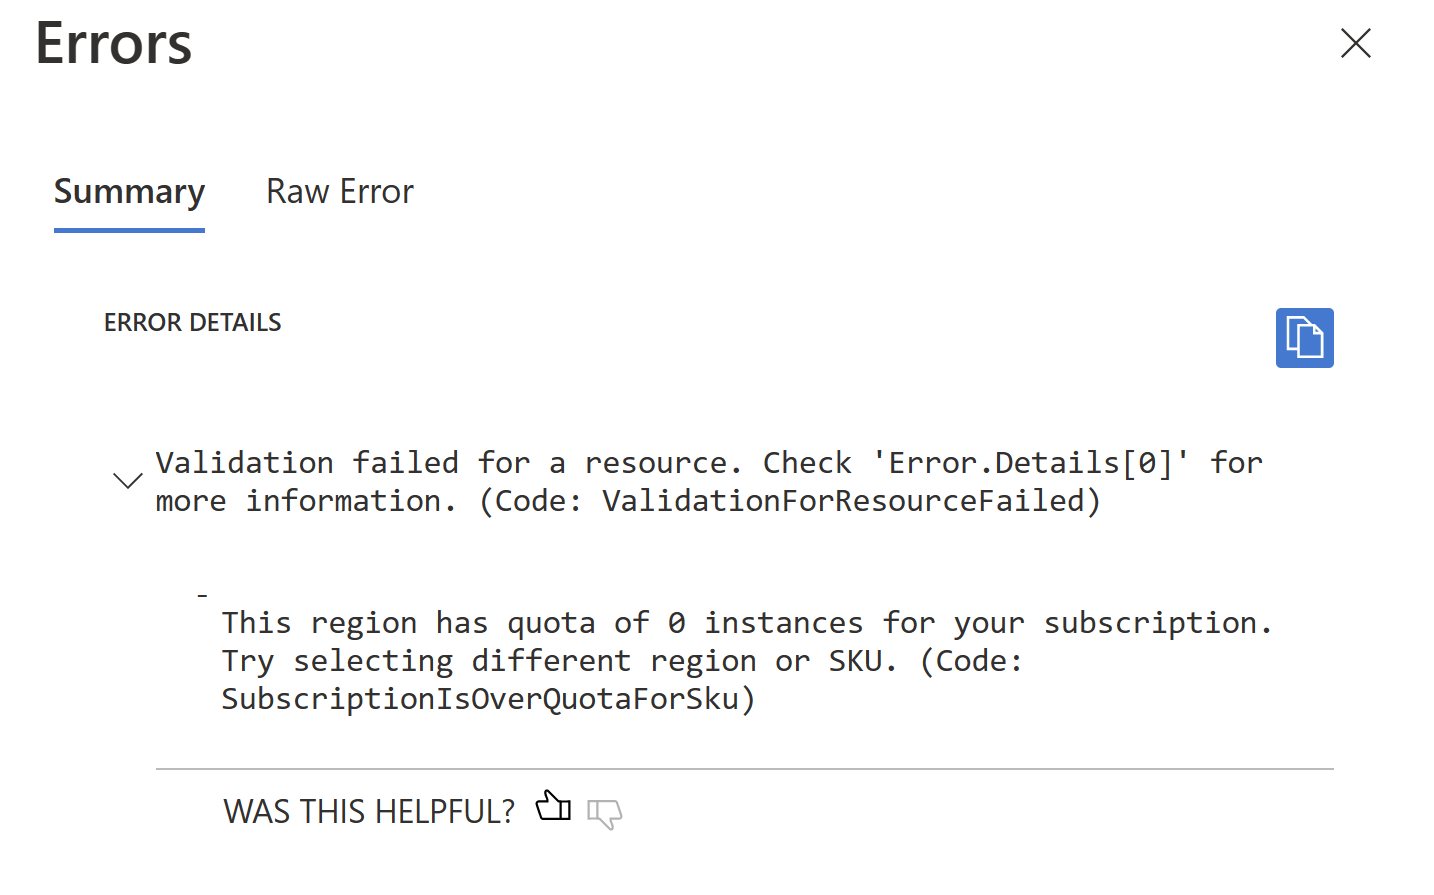 Errors
Summary
Raw Error
ERROR DETAILS
Validation failed for a resource. Check 'Error.Details[0]' for
more information. (Code: ValidationForResourceFailed)
-
This region has quota of 0 instances for your subscription.
Try selecting different region or SKU. (Code:
SubscriptionIsOverQuotaForSku)
WAS THIS HELPFUL?